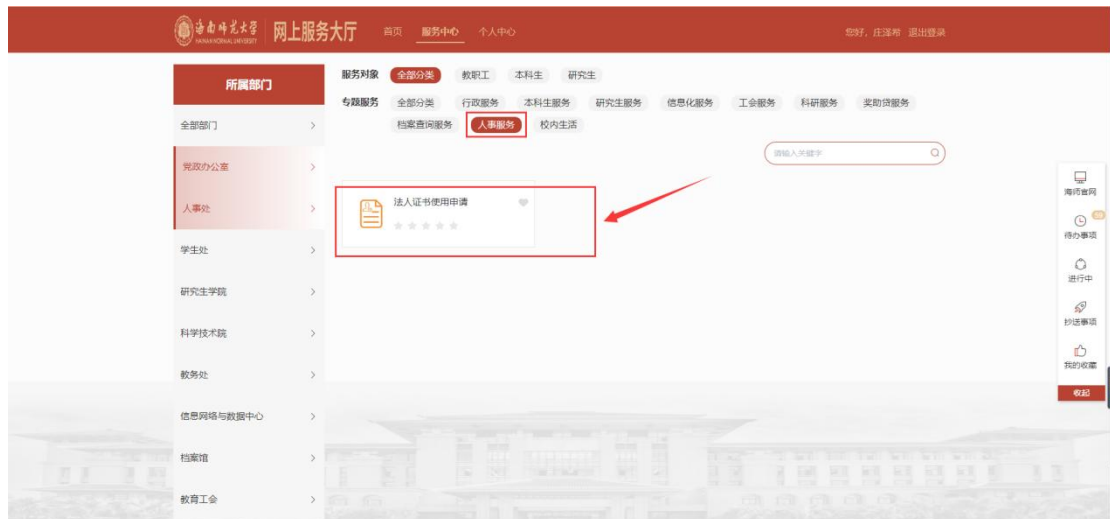 海南师范大学
HAINAN NORMAL UNIVERSITY
网上服务大厅
首页 服务中心 个人中心
您好，庄泽希 退出登录
所属部门
全部部门
党政办公室
人事处
学生处
研究生学院
科学技术院
教务处
信息网络与数据中心
档案馆
教育工会
服务对象 全部分类 教职工 本科生 研究生
专题服务 全部分类 行政服务 本科生服务 研究生服务 信息化服务 工会服务 科研服务 奖助贷服务
档案查询服务 人事服务 校内生活
请输入关键字
法人证书使用申请
海师官网
待办事项
进行中
抄送事项
我的收藏
收起